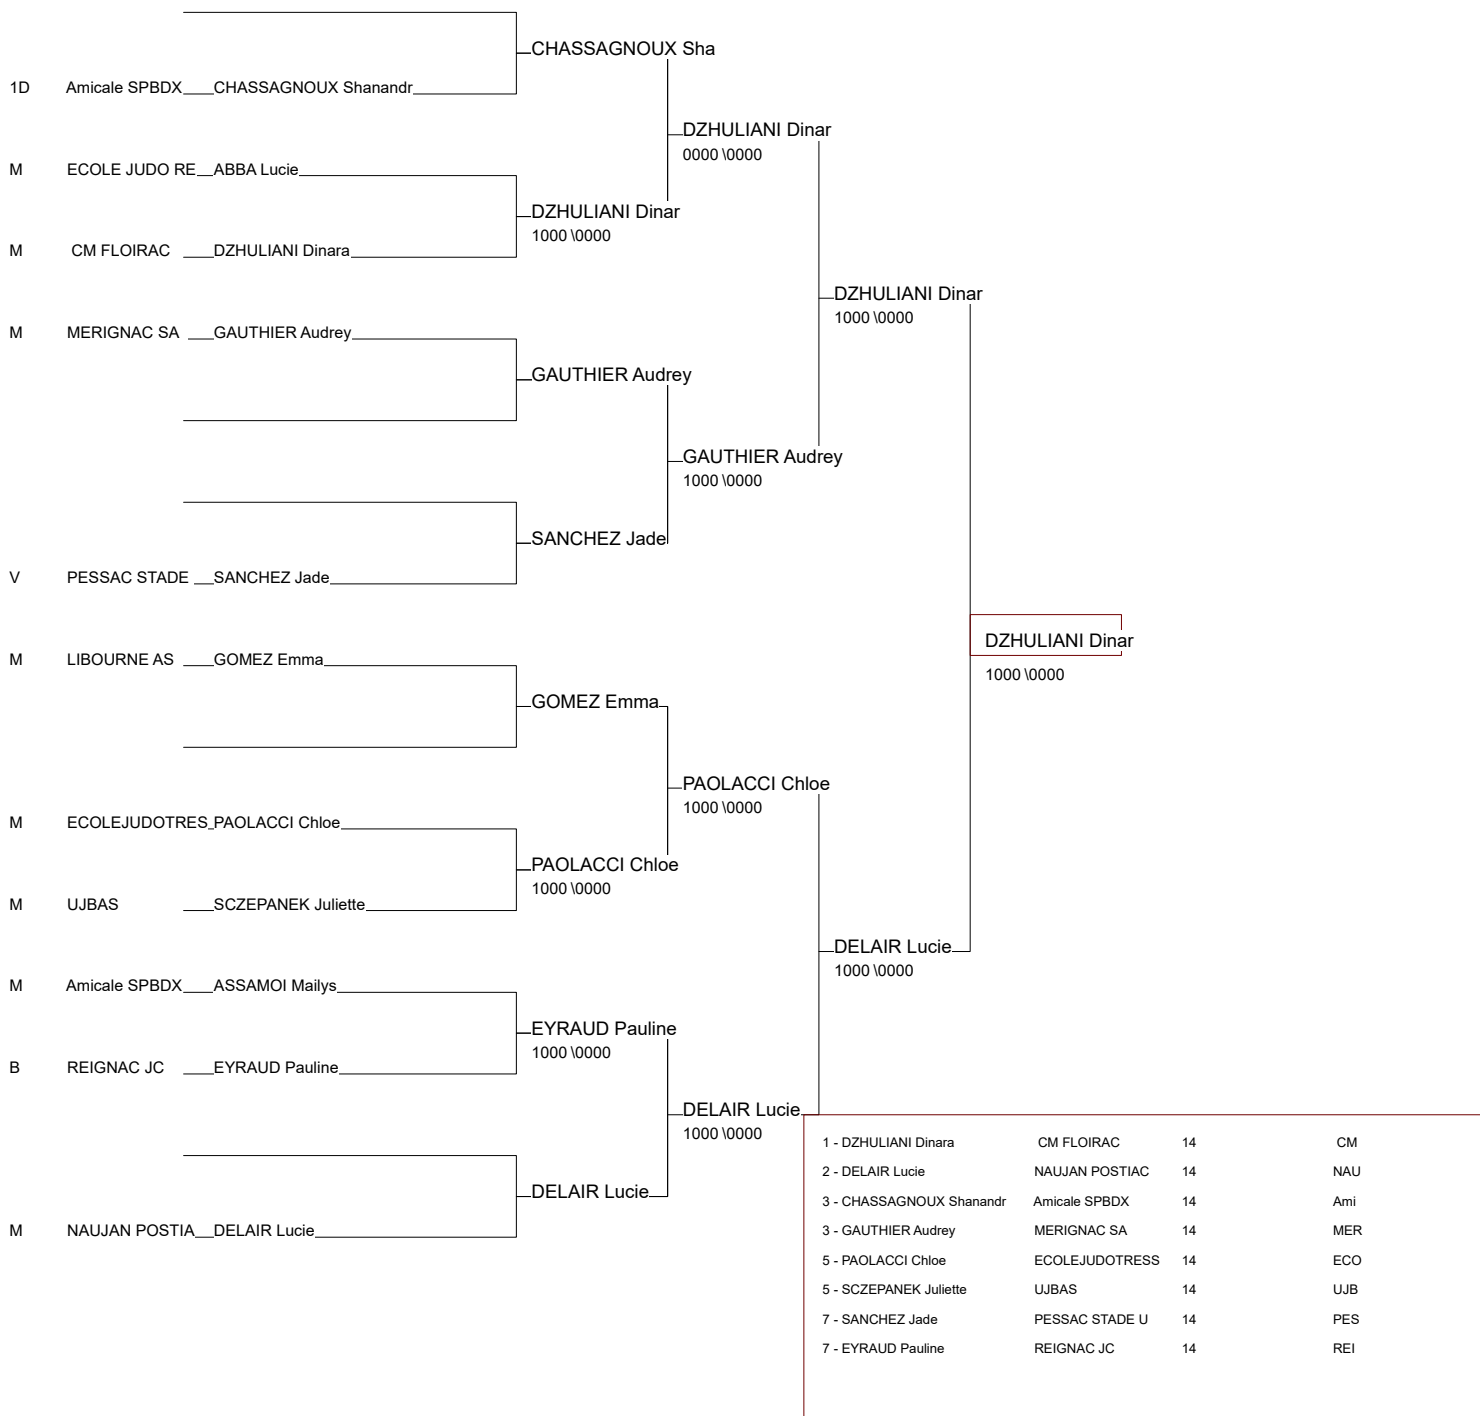 CHASSAGNOUX Sha
1D Amicale SPBDX CHASSAGNOUX Shanandr
DZHULIANI Dinar
0000 \0000
M ECOLE JUDO RE ABBA Lucie
DZHULIANI Dinar
1000 \0000
M CM FLOIRAC DZHULIANI Dinara
DZHULIANI Dinar
1000 \0000
M MERIGNAC SA GAUTHIER Audrey
GAUTHIER Audrey
GAUTHIER Audrey
1000 \0000
SANCHEZ Jade
V PESSAC STADE SANCHEZ Jade
DZHULIANI Dinar
1000 \0000
M LIBOURNE AS GOMEZ Emma
GOMEZ Emma
PAOLACCI Chloe
1000 \0000
M ECOLEJUDOTRES PAOLACCI Chloe
PAOLACCI Chloe
1000 \0000
M UJBAS SCZEPANEK Juliette
DELAIR Lucie
1000 \0000
M Amicale SPBDX ASSAMOI Mailys
EYRAUD Pauline
1000 \0000
B REIGNAC JC EYRAUD Pauline
DELAIR Lucie
1000 \0000
DELAIR Lucie
M NAUJAN POSTIA DELAIR Lucie
1 - DZHULIANI Dinara CM FLOIRAC 14 CM
2 - DELAIR Lucie NAUJAN POSTIAC 14 NAU
3 - CHASSAGNOUX Shanandr Amicale SPBDX 14 Ami
3 - GAUTHIER Audrey MERIGNAC SA 14 MER
5 - PAOLACCI Chloe ECOLEJUDOTRESS 14 ECO
5 - SCZEPANEK Juliette UJBAS 14 UJB
7 - SANCHEZ Jade PESSAC STADE U 14 PES
7 - EYRAUD Pauline REIGNAC JC 14 REI